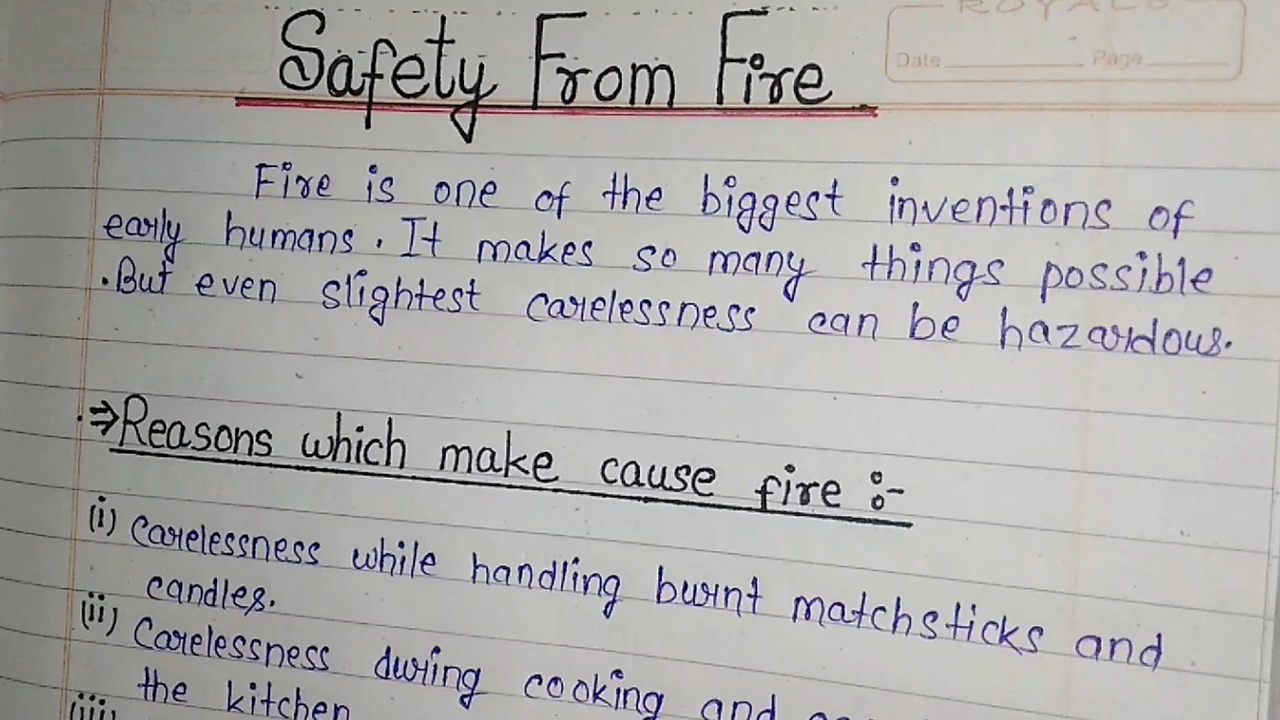 Safety From Fire
Date Page
Fire is one of the biggest inventions of
early humans. It makes so many things possible
.But even slightest carelessness can be hazardous.
⇒Reasons which make cause fire :-
(i) Carelessness while handling burnt matchsticks and
candles.
(ii) Carelessness during cooking and
the kitchen
(iii)